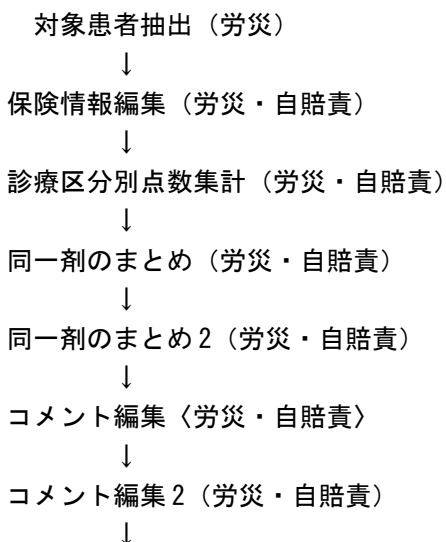 対象患者抽出（労災）
↓
保険情報編集（労災・自賠責）
↓
診療区分別点数集計（労災・自賠責）
↓
同一剤のまとめ（労災・自賠責）
↓
同一剤のまとめ2（労災・自賠責）
↓
コメント編集〈労災・自賠責〉
↓
コメント編集2（労災・自賠責）
↓